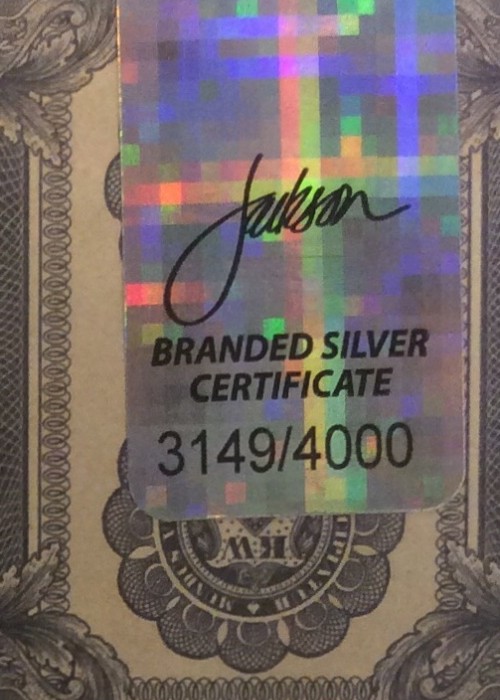 Jackson
BRANDED SILVER
CERTIFICATE
3149/4000